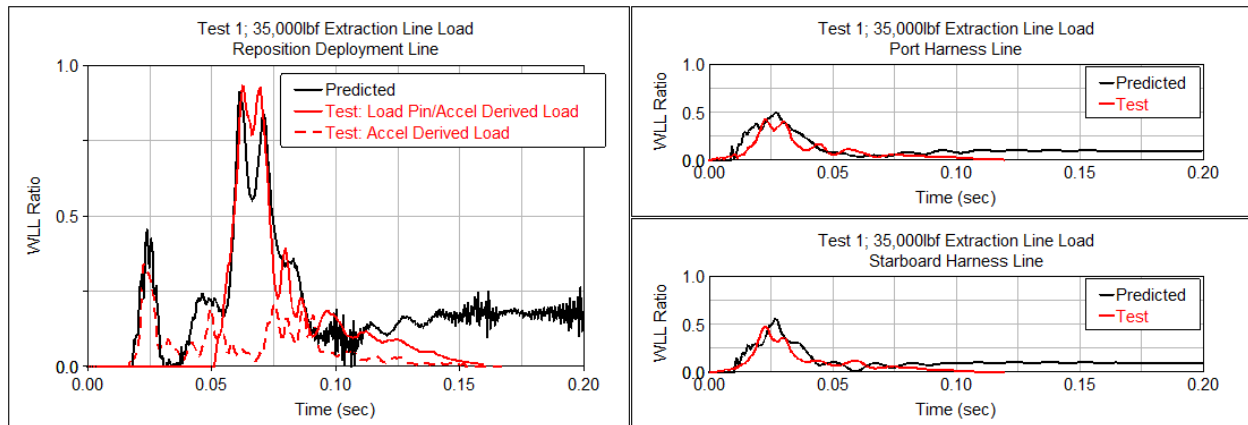 Test 1; 35,000lbf Extraction Line Load
Reposition Deployment Line
1.0
0.5
0.0
WLL Ratio
Predicted
Test: Load Pin/Accel Derived Load
Test: Accel Derived Load
0.00
0.05
0.10
0.15
0.20
Time (sec)
Test 1; 35,000lbf Extraction Line Load
Port Harness Line
1.0
0.5
0.0
WLL Ratio
Predicted
Test
0.00
0.05
0.10
0.15
0.20
Time (sec)
Test 1; 35,000lbf Extraction Line Load
Starboard Harness Line
1.0
0.5
0.0
WLL Ratio
Predicted
Test
0.00
0.05
0.10
0.15
0.20
Time (sec)